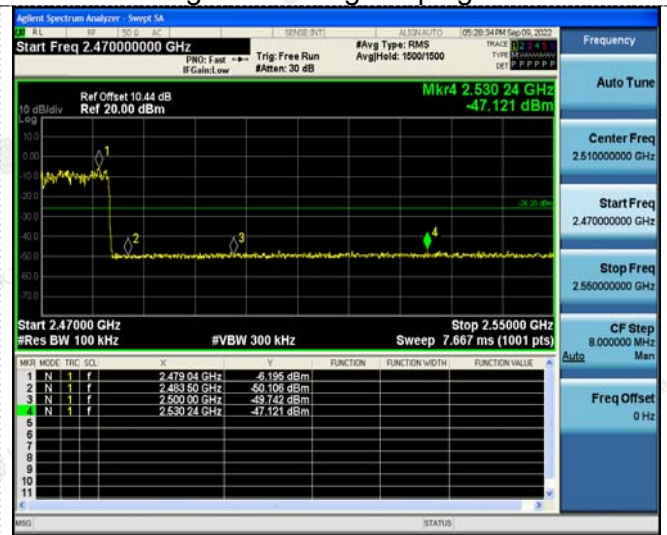 Agilent Spectrum Analyzer - Swept SA
RL RF 50 Ω AC SENSE:INT ALIGNAUTO 05:28:34 PM Sep 09, 2022
Start Freq 2.470000000 GHz
PNO: Fast Trig: Free Run
IFGain:Low #Atten: 30 dB
#Avg Type: RMS
Avg|Hold: 1500/1500
TRACE 1 2 3 4 5 6
TYPE
DET P P P P P P
Frequency
Mkr4 2.530 24 GHz
-47.121 dBm
Ref Offset 10.44 dB
10 dB/div Ref 20.00 dBm
Log
10.0
0.00
-10.0
-20.0
-30.0
-40.0
-50.0
-60.0
-70.0
1
2
3
4
Start 2.47000 GHz Stop 2.55000 GHz
#Res BW 100 kHz #VBW 300 kHz Sweep 7.667 ms (1001 pts)
MKR MODE TRC SCL X Y FUNCTION FUNCTION WIDTH FUNCTION VALUE
1 N 1 f 2.479 04 GHz -6.195 dBm
2 N 1 f 2.483 50 GHz -50.106 dBm
3 N 1 f 2.500 00 GHz -49.742 dBm
4 N 1 f 2.530 24 GHz -47.121 dBm
5
6
7
8
9
10
11
MSG STATUS
Auto Tune
Center Freq
2.510000000 GHz
Start Freq
2.470000000 GHz
Stop Freq
2.550000000 GHz
CF Step
8.000000 MHz
Auto Man
Freq Offset
0 Hz